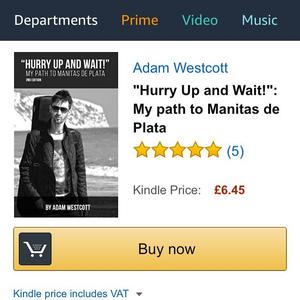 Departments Prime Video Music
"HURRY UP AND WAIT!"
MY PATH TO MANITAS DE PLATA
2ND EDITION
BY ADAM WESTCOTT
Adam Westcott
"Hurry Up and Wait!":
My path to Manitas de
Plata
(5)
Kindle Price: £6.45
Buy now
Kindle price includes VAT